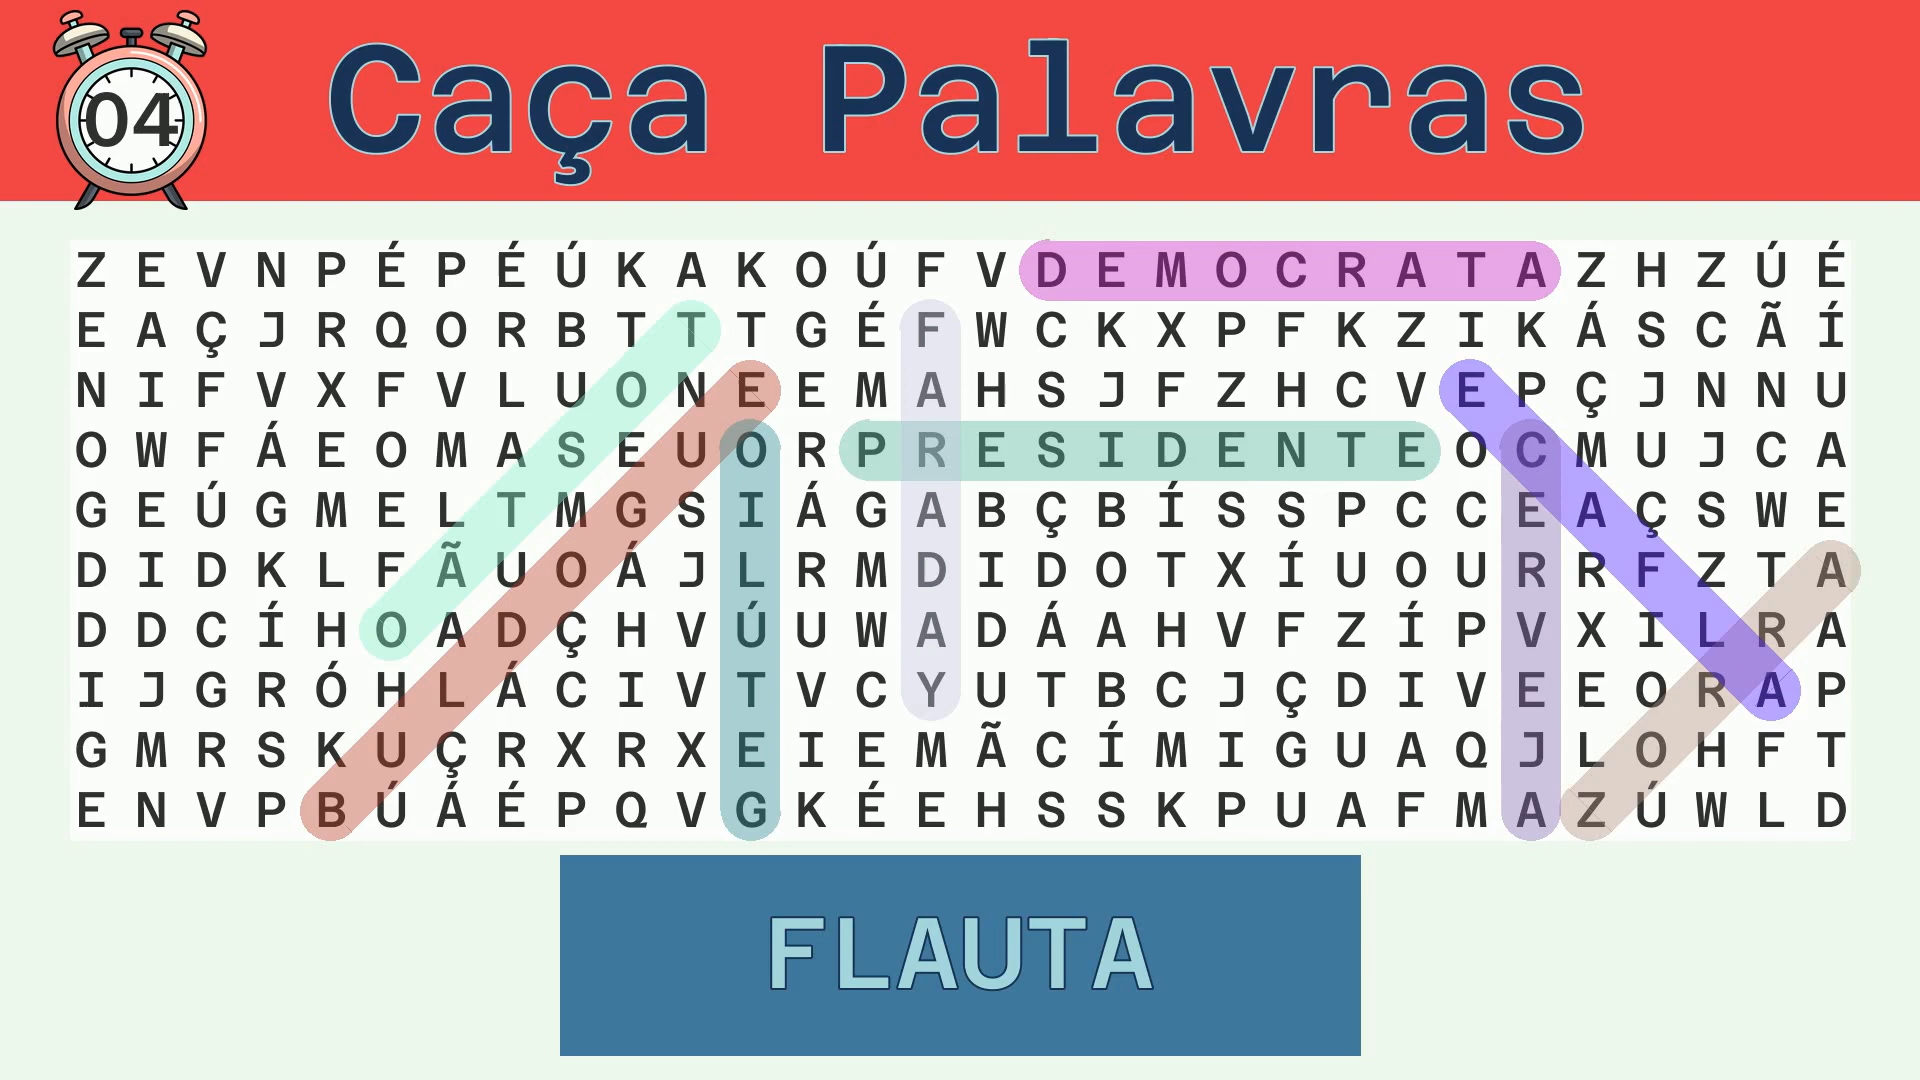 04
Caça Palavras
Z E V N P É P É Ú K A K O Ú F V D E M O C R A T A Z H Z Ú É
E A Ç J R Q O R B T T T G É F W C K X P F K Z I K Á S C Ã Í
N I F V X F V L U O N E E M A H S J F Z H C V E P Ç J N N U
O W F Á E O M A S E U O R P R E S I D E N T E O C M U J C A
G E Ú G M E L T M G S I Á G A B Ç B Í S S P C C E A Ç S W E
D I D K L F Ã U O Á J L R M D I D O T X Í U O U R R F Z T A
D D C Í H O A D Ç H V Ú U W A D Á A H V F Z Í P V X I L R A
I J G R Ó H L Á C I V T V C Y U T B C J Ç D I V E E O R A P
G M R S K U Ç R X R X E I E M Ã C Í M I G U A Q J L O H F T
E N V P B Ú Á É P Q V G K É E H S S K P U A F M A Z Ú W L D
FLAUTA